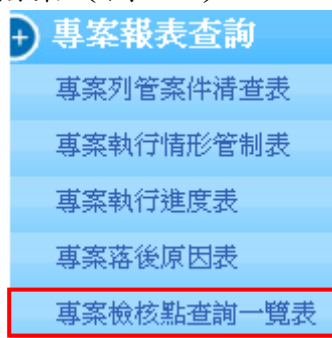 專案報表查詢
專案列管案件清查表
專案執行情形管制表
專案執行進度表
專案落後原因表
專案檢核點查詢一覽表